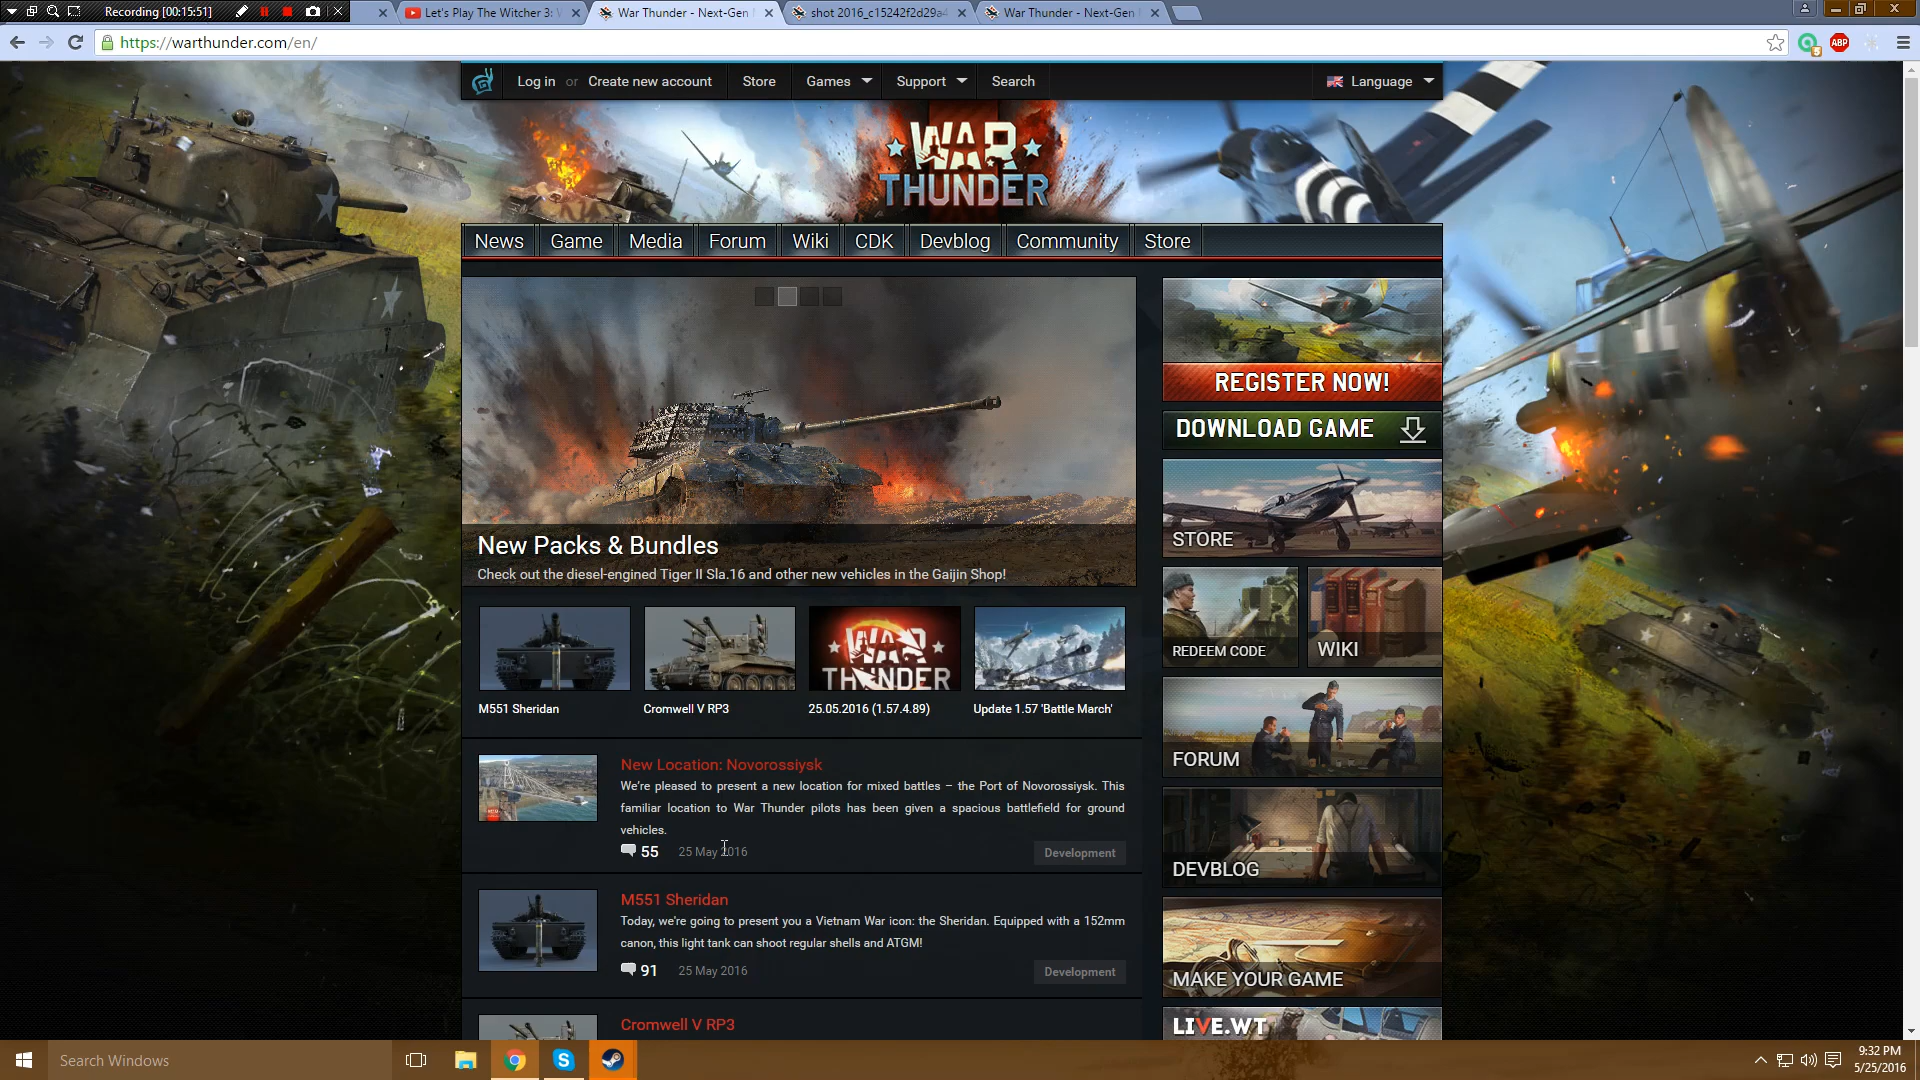 Recording [00:15:51]
Let's Play The Witcher 3:
War Thunder - Next-Gen
shot 2016_c15242f2d29a4
War Thunder - Next-Gen
https://warthunder.com/en/
ABP
Log in or Create new account Store Games Support Search Language
WAR
THUNDER
News Game Media Forum Wiki CDK Devblog Community Store
REGISTER NOW!
DOWNLOAD GAME
New Packs & Bundles
Check out the diesel-engined Tiger II Sla.16 and other new vehicles in the Gaijin Shop!
STORE
REDEEM CODE
WIKI
WAR
THUNDER
M551 Sheridan
Cromwell V RP3
25.05.2016 (1.57.4.89)
Update 1.57 'Battle March'
FORUM
New Location: Novorossiysk
We're pleased to present a new location for mixed battles – the Port of Novorossiysk. This
familiar location to War Thunder pilots has been given a spacious battlefield for ground
vehicles.
55 25 May 2016 Development
DEVBLOG
M551 Sheridan
Today, we're going to present you a Vietnam War icon: the Sheridan. Equipped with a 152mm
canon, this light tank can shoot regular shells and ATGM!
91 25 May 2016 Development
MAKE YOUR GAME
Cromwell V RP3
LIVE.WT
Search Windows
9:32 PM
5/25/2016